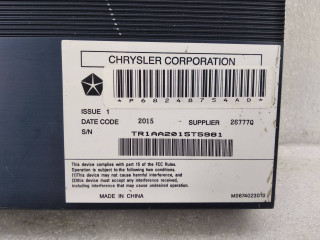 CHRYSLER CORPORATION
*P68248754AD*
ISSUE 1
DATE CODE 2015 - SUPPLIER 26777Q
S/N TR1AA2015T5981
This device complies with part 15 of the FCC Rules.
Operation is subject to the following two conditions.
(1)This device may not cause harmful interference, and
(2)This device must accept any interference received,
including interference that may cause undesired operation.
MADE IN CHINA